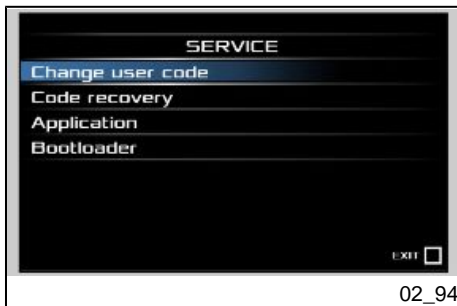 SERVICE
Change user code
Code recovery
Application
Bootloader
EXIT
02_94